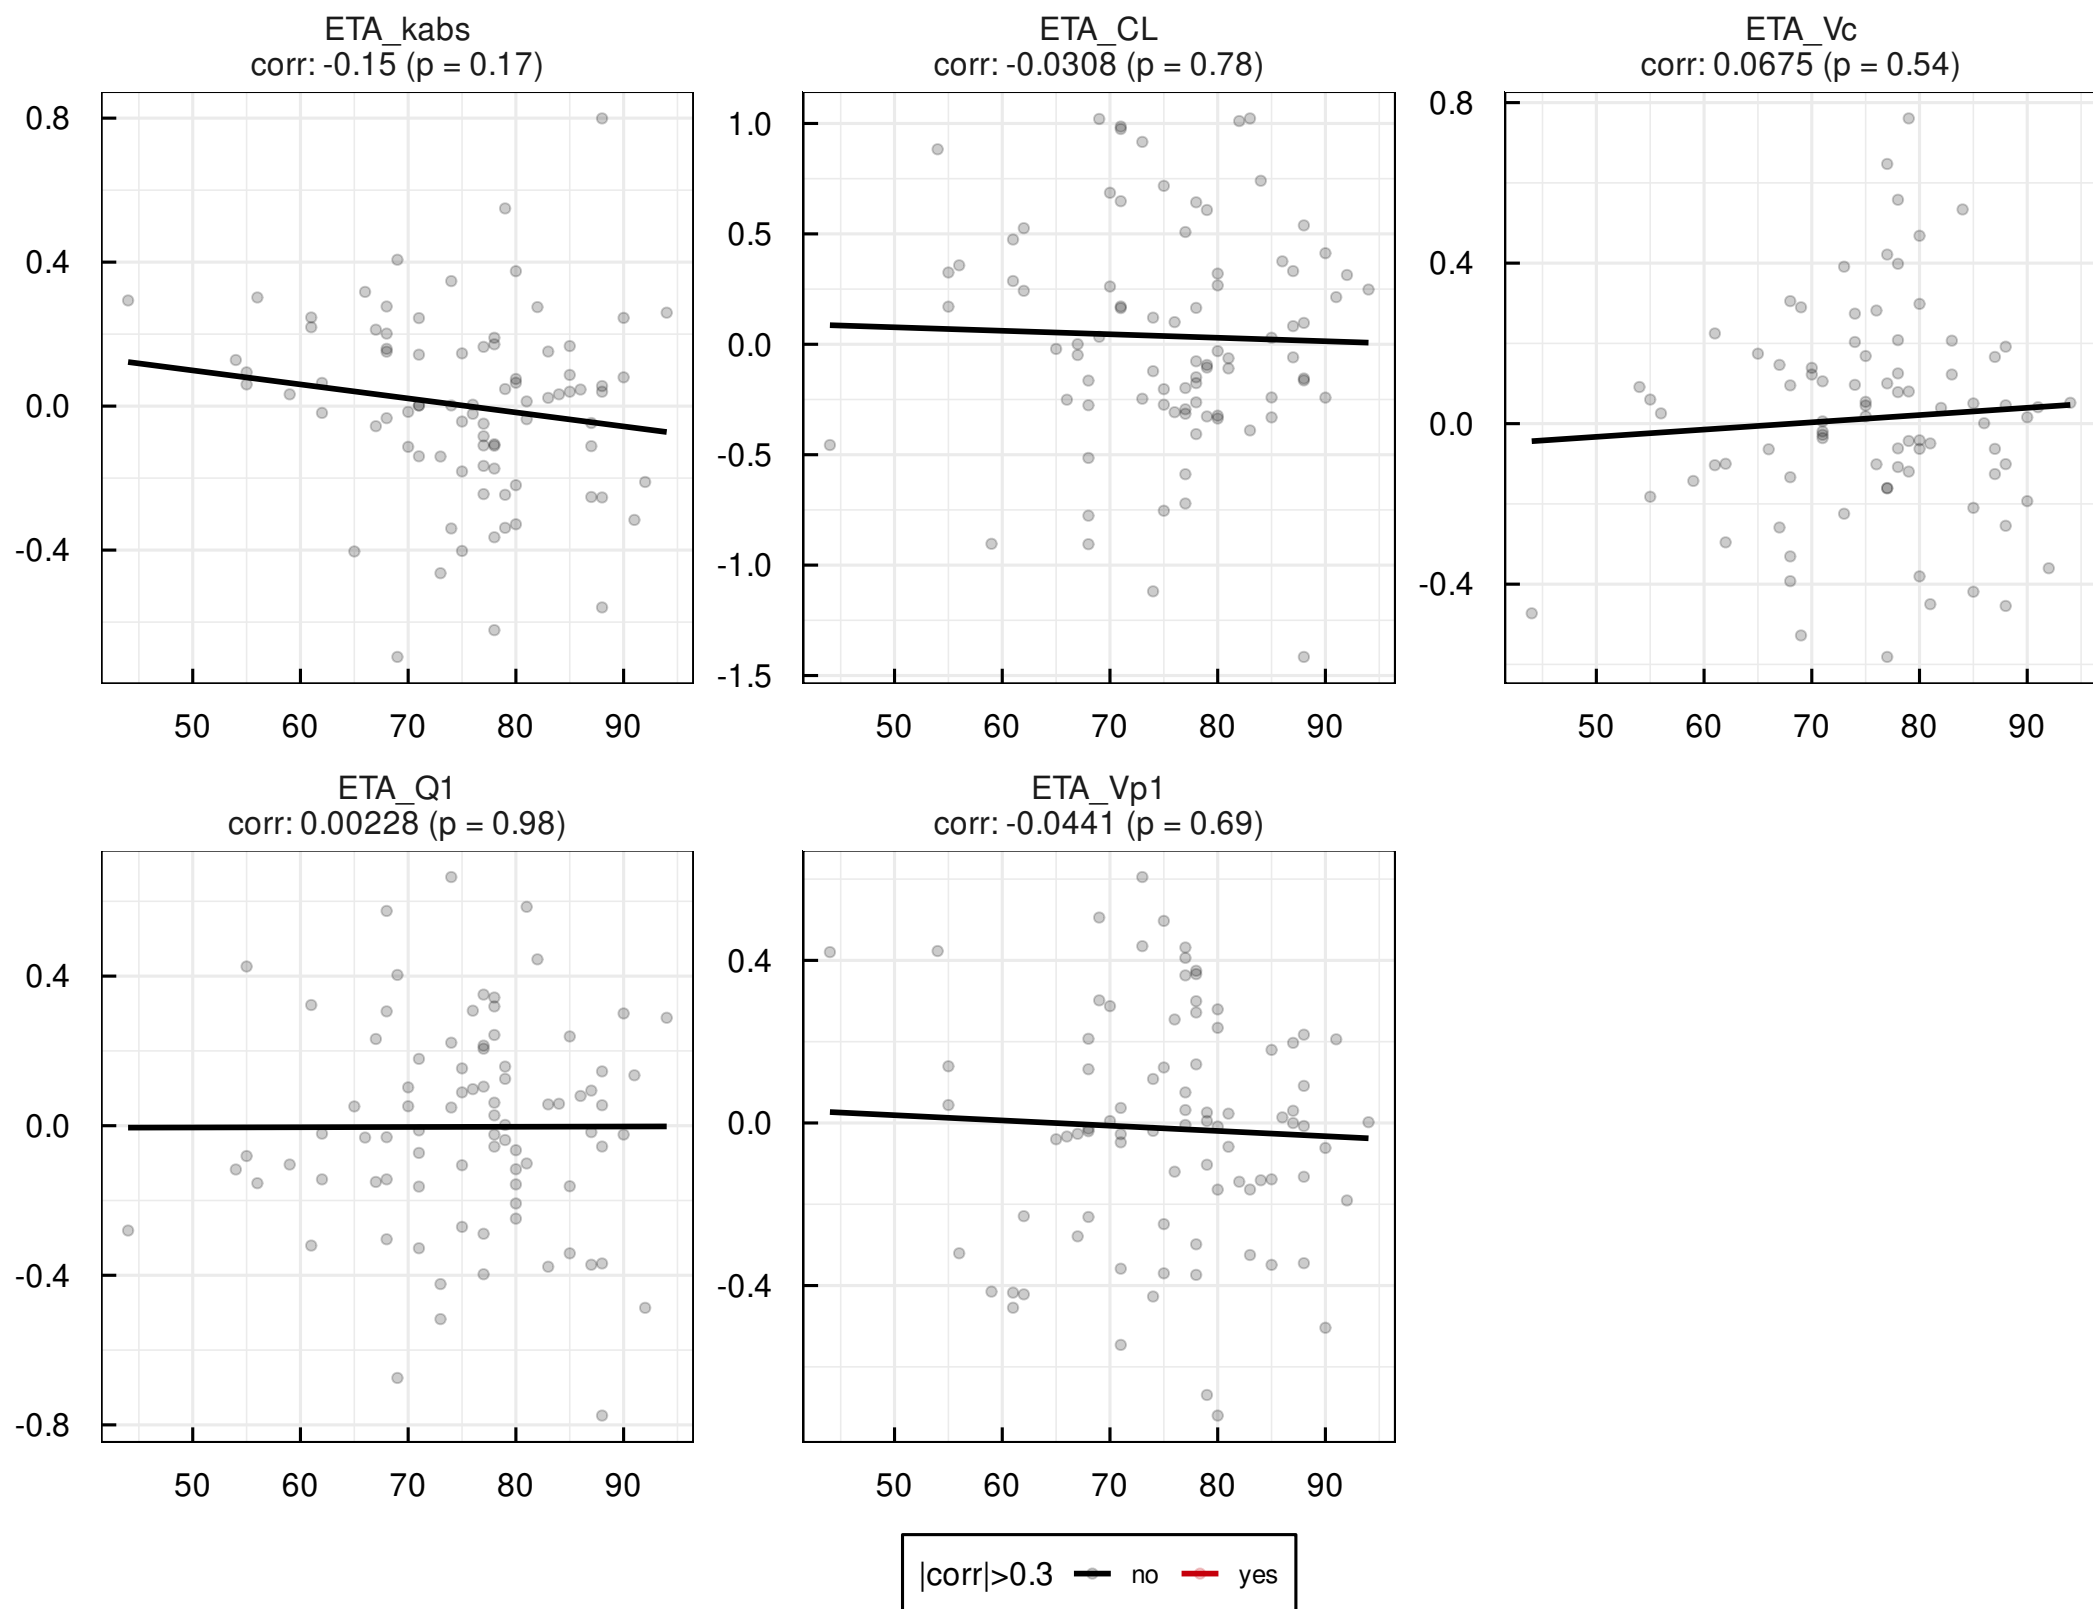 ETA_kabs
corr: -0.15 (p = 0.17)
ETA_CL
corr: -0.0308 (p = 0.78)
ETA_Vc
corr: 0.0675 (p = 0.54)
0.8
0.4
0.0
-0.4
50 60 70 80 90
1.0
0.5
0.0
-0.5
-1.0
-1.5
50 60 70 80 90
0.8
0.4
0.0
-0.4
50 60 70 80 90
ETA_Q1
corr: 0.00228 (p = 0.98)
ETA_Vp1
corr: -0.0441 (p = 0.69)
0.4
0.0
-0.4
-0.8
50 60 70 80 90
0.4
0.0
-0.4
50 60 70 80 90
|corr|>0.3 no yes